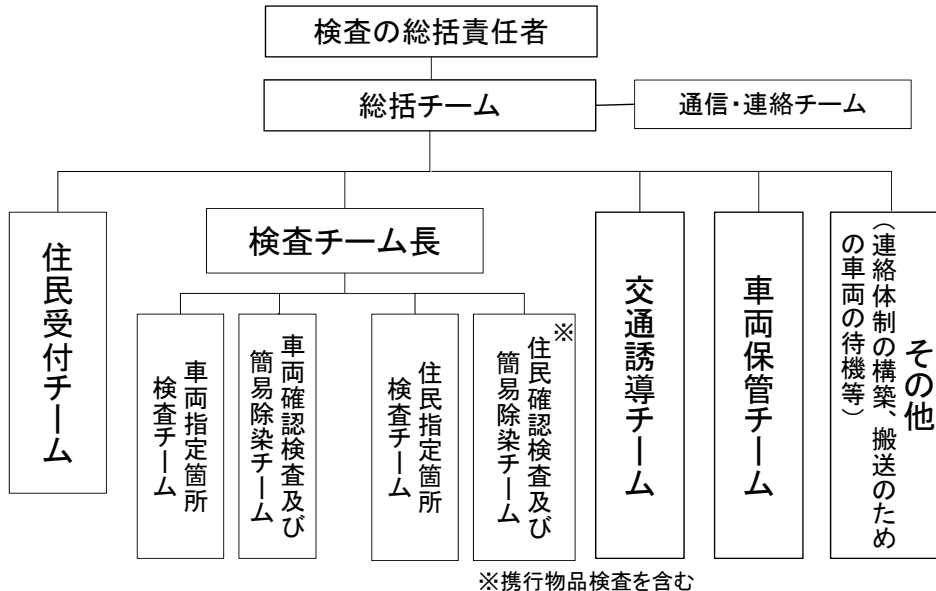 検査の総括責任者
総括チーム
通信・連絡チーム
住民受付チーム
検査チーム長
車両指定箇所
検査チーム
車両確認検査及び
簡易除染チーム
住民指定箇所
検査チーム
※
住民確認検査及び
簡易除染チーム
交通誘導チーム
車両保管チーム
その他
（連絡体制の構築、搬送のため
の車両の待機等）
※携行物品検査を含む